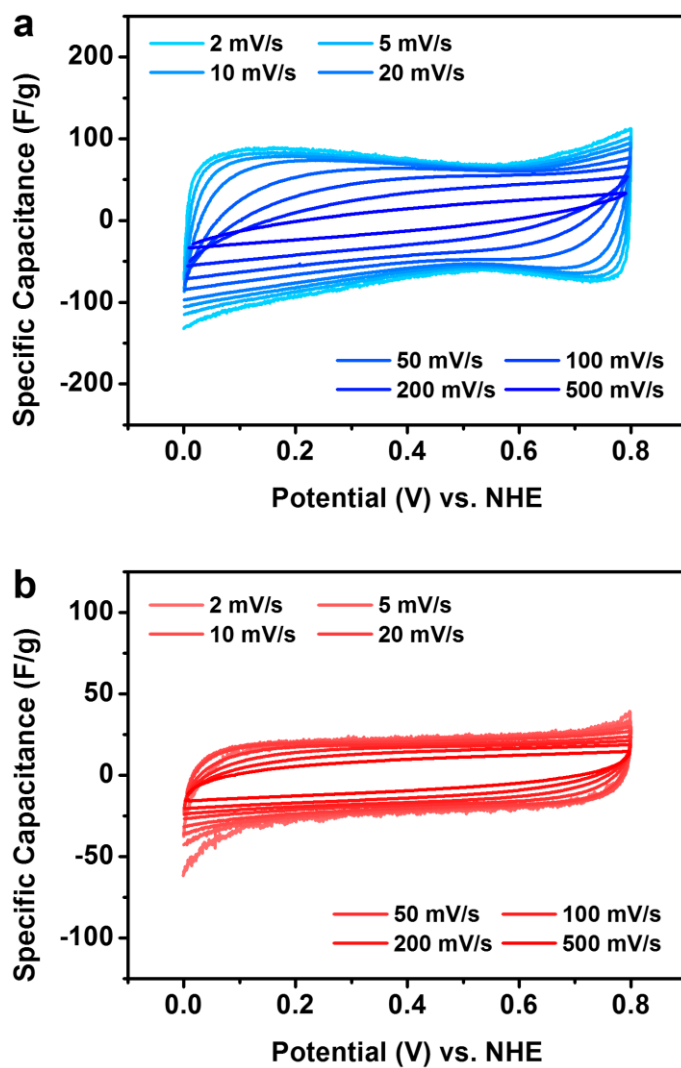 a
200
100
0
-100
-200
Specific Capacitance (F/g)
2 mV/s 5 mV/s
10 mV/s 20 mV/s
50 mV/s 100 mV/s
200 mV/s 500 mV/s
0.0 0.2 0.4 0.6 0.8
Potential (V) vs. NHE
b
100
50
0
-50
-100
Specific Capacitance (F/g)
2 mV/s 5 mV/s
10 mV/s 20 mV/s
50 mV/s 100 mV/s
200 mV/s 500 mV/s
0.0 0.2 0.4 0.6 0.8
Potential (V) vs. NHE